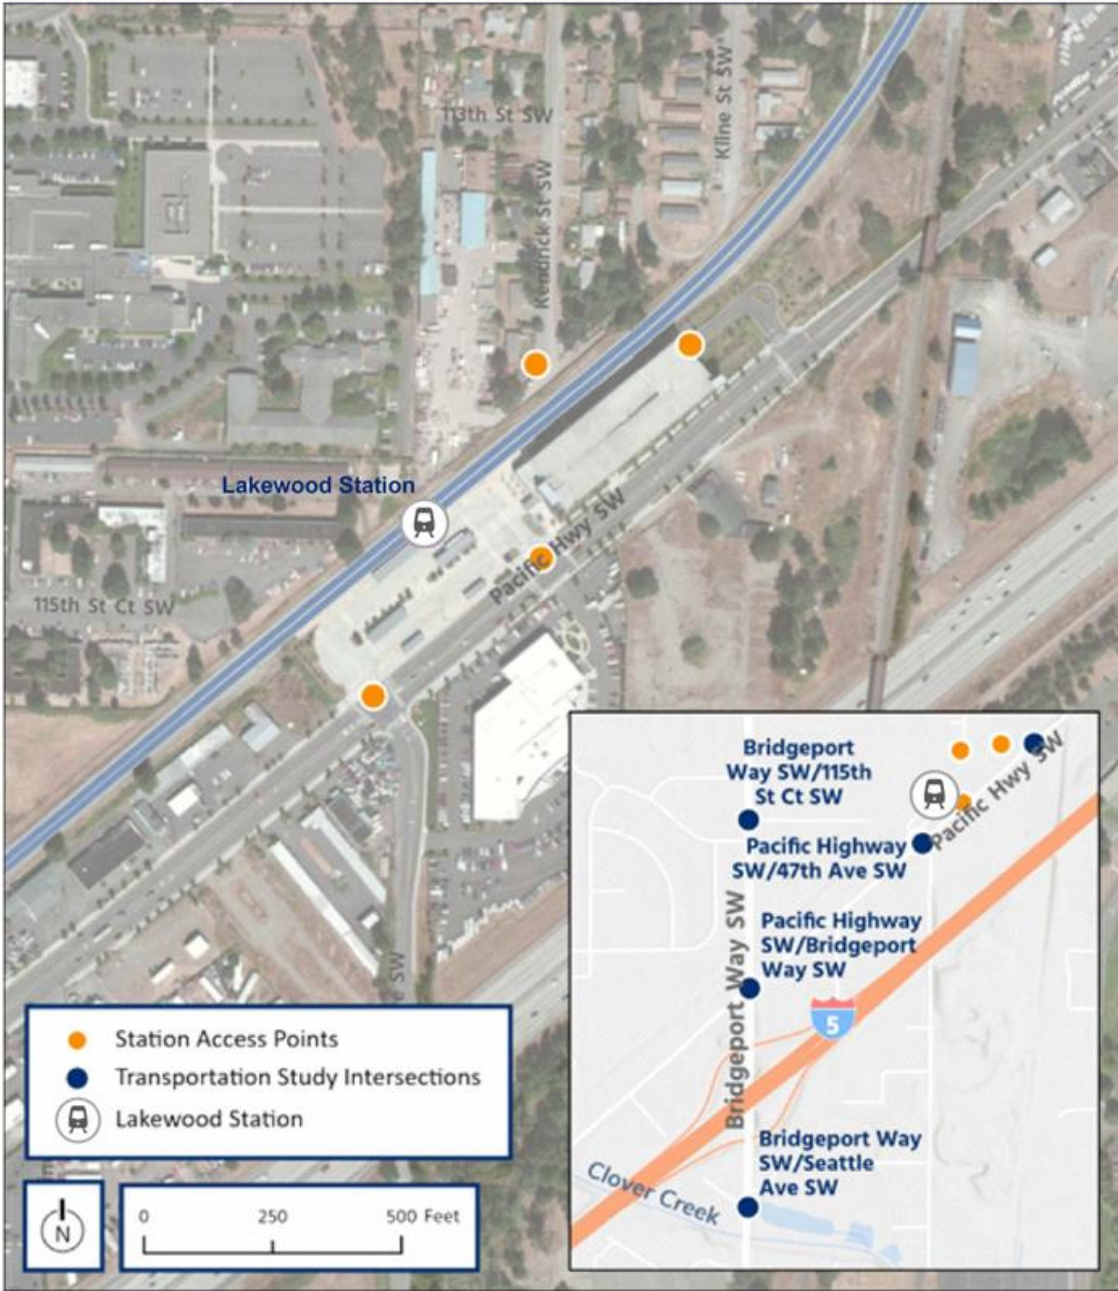 113th St SW
Kline St SW
Kendrick St SW
Lakewood Station
Pacific Hwy SW
115th St Ct SW
e SW
Bridgeport
Way SW/115th
St Ct SW
Pacific Hwy SW
Pacific Highway
SW/47th Ave SW
Pacific Highway
SW/Bridgeport
Way SW
Bridgeport Way SW
5
Bridgeport Way
SW/Seattle
Ave SW
Clover Creek
Station Access Points
Transportation Study Intersections
Lakewood Station
N
0 250 500 Feet